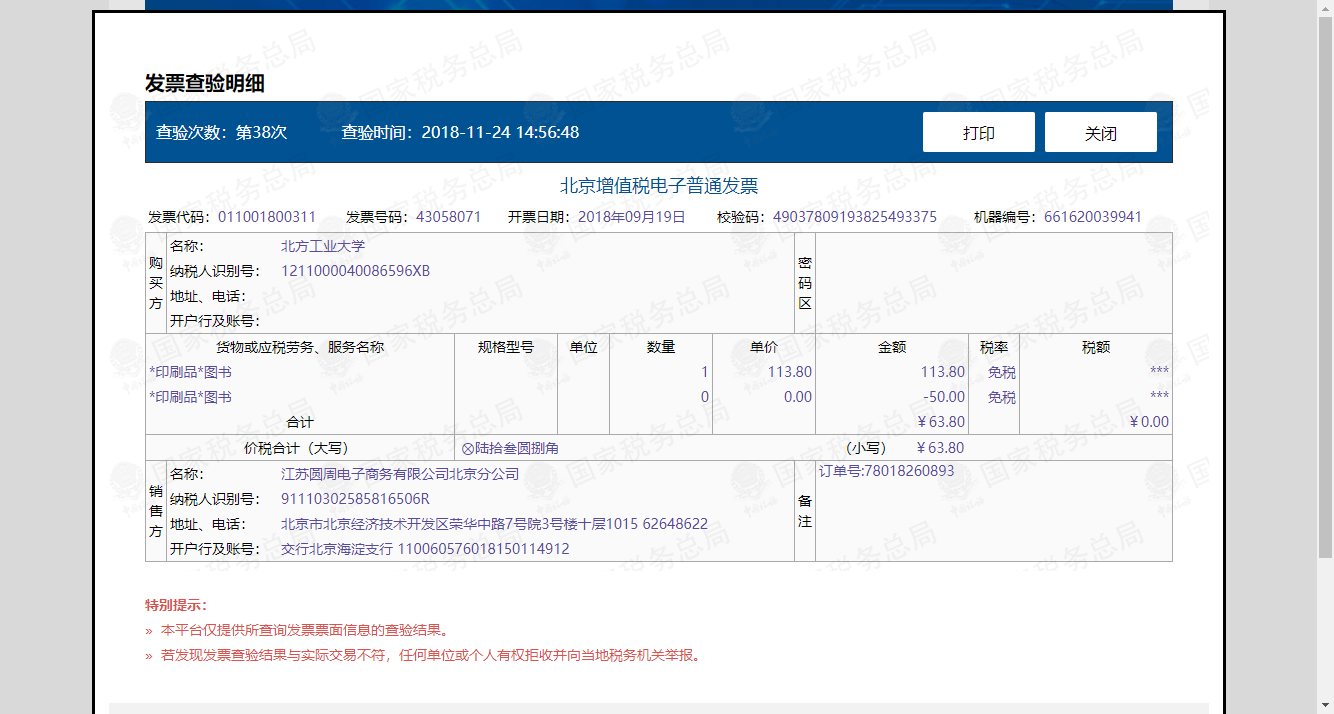 发票查验明细
查验次数：第38次 查验时间：2018-11-24 14:56:48 打印 关闭
北京增值税电子普通发票
发票代码：011001800311 发票号码：43058071 开票日期：2018年09月19日 校验码：49037809193825493375 机器编号：661620039941
购买方
名称： 北方工业大学
纳税人识别号： 1211000040086596XB
地址、电话：
开户行及账号：
密码区
货物或应税劳务、服务名称 规格型号 单位 数量 单价 金额 税率 税额
*印刷品*图书 1 113.80 113.80 免税 ***
*印刷品*图书 0 0.00 -50.00 免税 ***
合计 ￥63.80 ￥0.00
价税合计（大写） ⊗陆拾叁圆捌角 （小写） ￥63.80
销售方
名称： 江苏圆周电子商务有限公司北京分公司
纳税人识别号： 91110302585816506R
地址、电话： 北京市北京经济技术开发区荣华中路7号院3号楼十层1015 62648622
开户行及账号： 交行北京海淀支行 110060576018150114912
备注
订单号:78018260893
特别提示：
» 本平台仅提供所查询发票票面信息的查验结果。
» 若发现发票查验结果与实际交易不符，任何单位或个人有权拒收并向当地税务机关举报。
国家税务总局